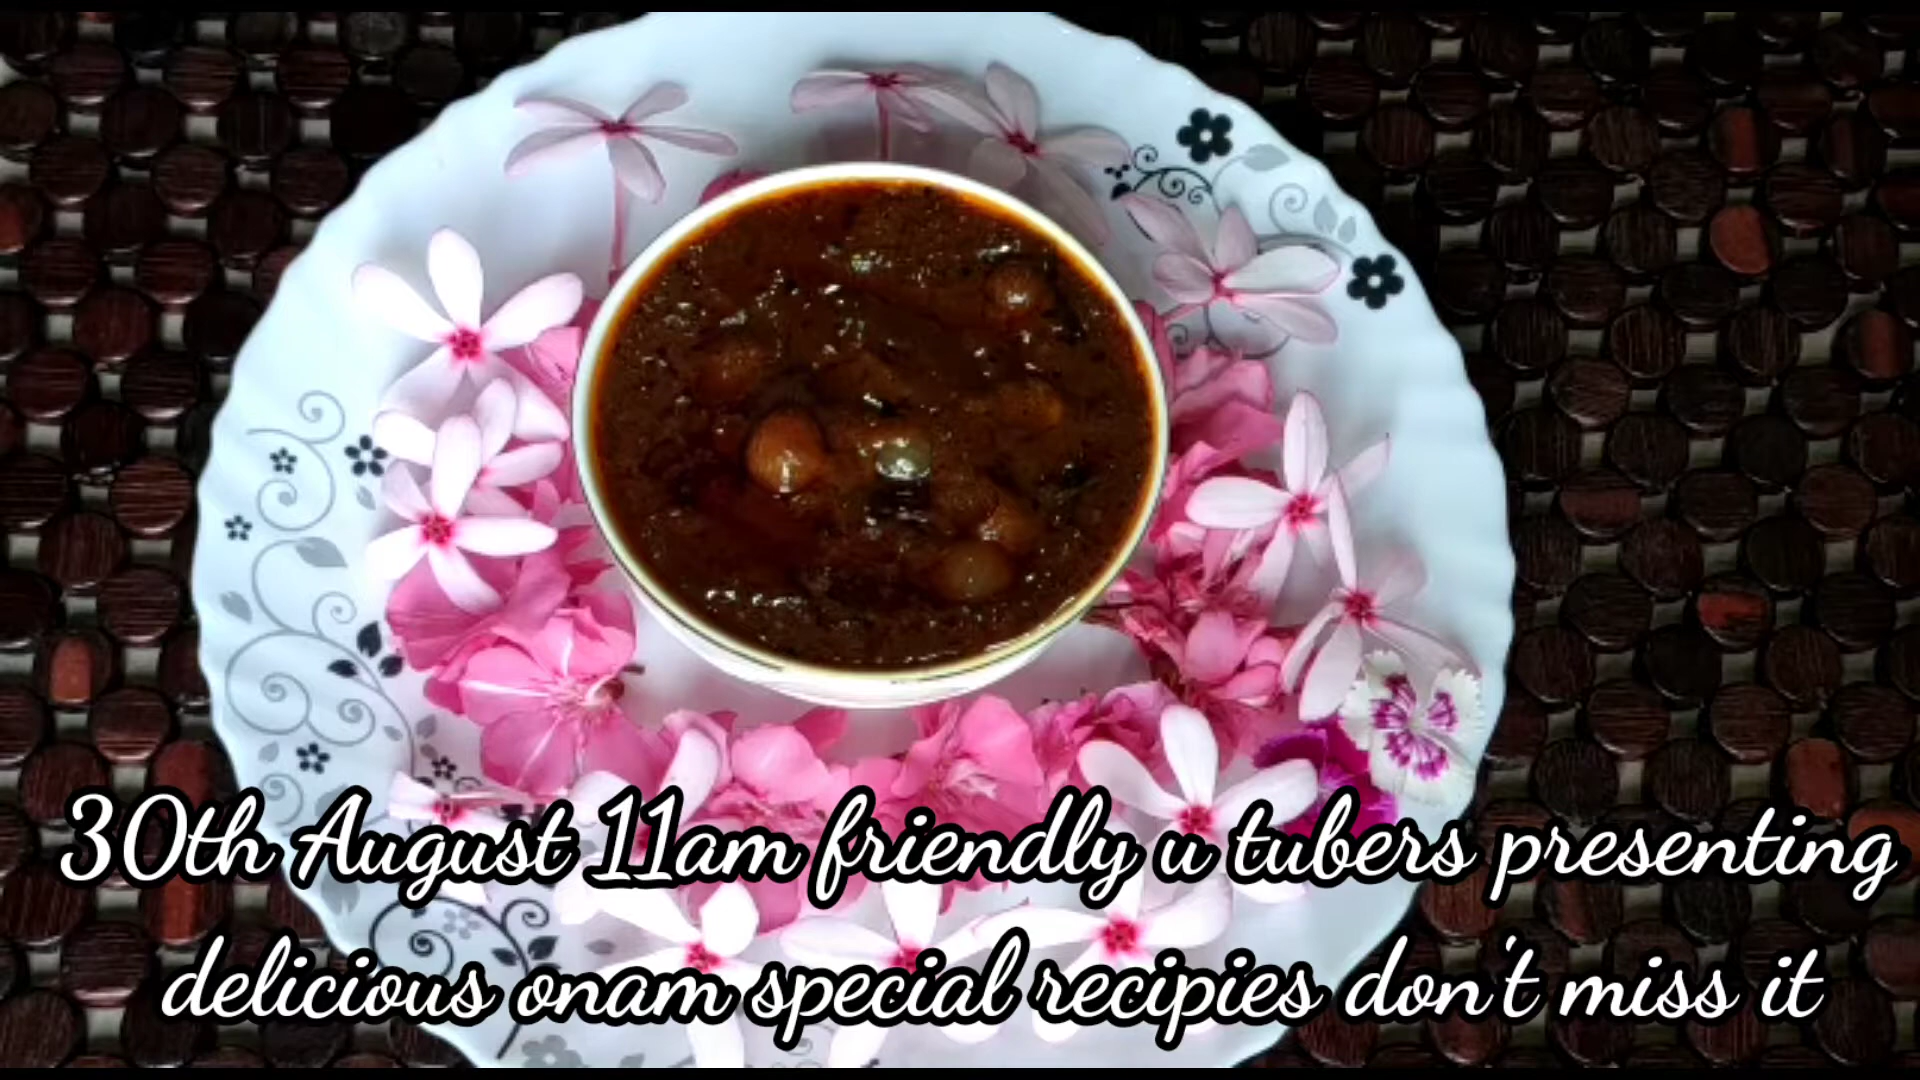 30th August 11am friendly u tubers presenting
delicious onam special recipies don't miss it